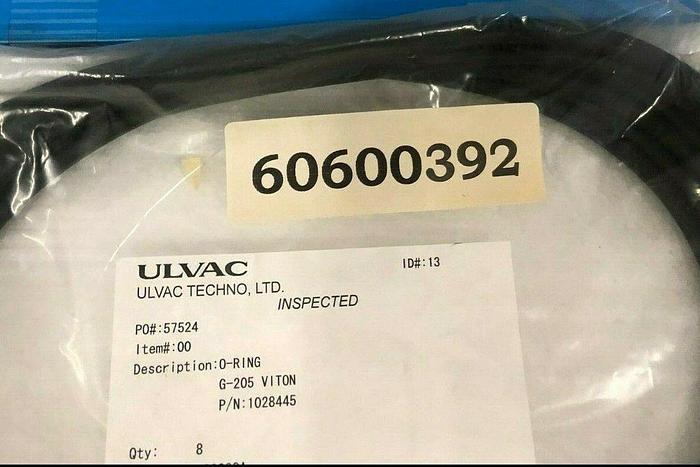 60600392
ULVAC
ID#:13
ULVAC TECHNO, LTD.
INSPECTED
PO#:57524
Item#:00
Description:O-RING
G-205 VITON
P/N:1028445
Qty: 8